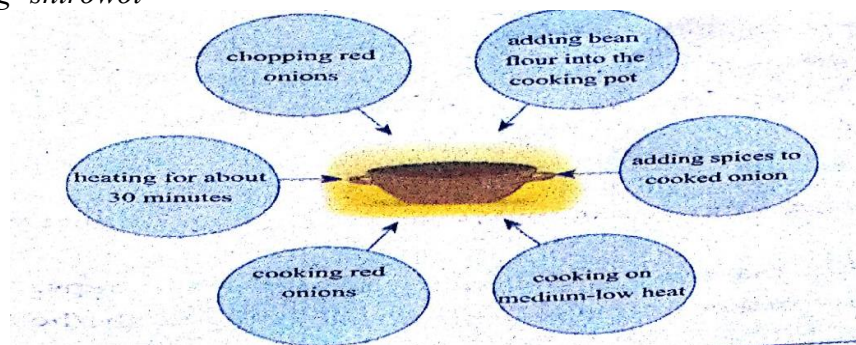 chopping red
onions
adding bean
flour into the
cooking pot
heating for about
30 minutes
adding spices to
cooked onion
cooking red
onions
cooking on
medium-low heat